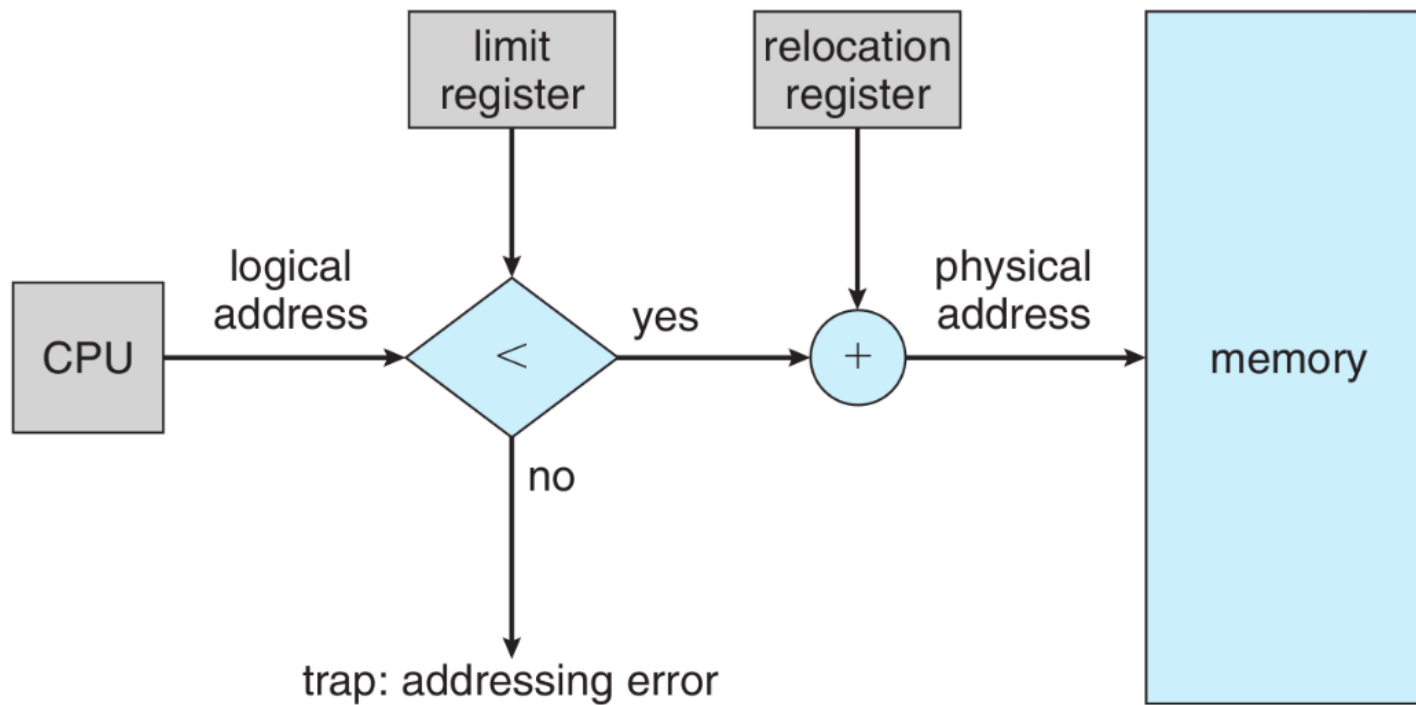 limit
register
relocation
register
logical
address
physical
address
CPU
<
yes
+
memory
no
trap: addressing error